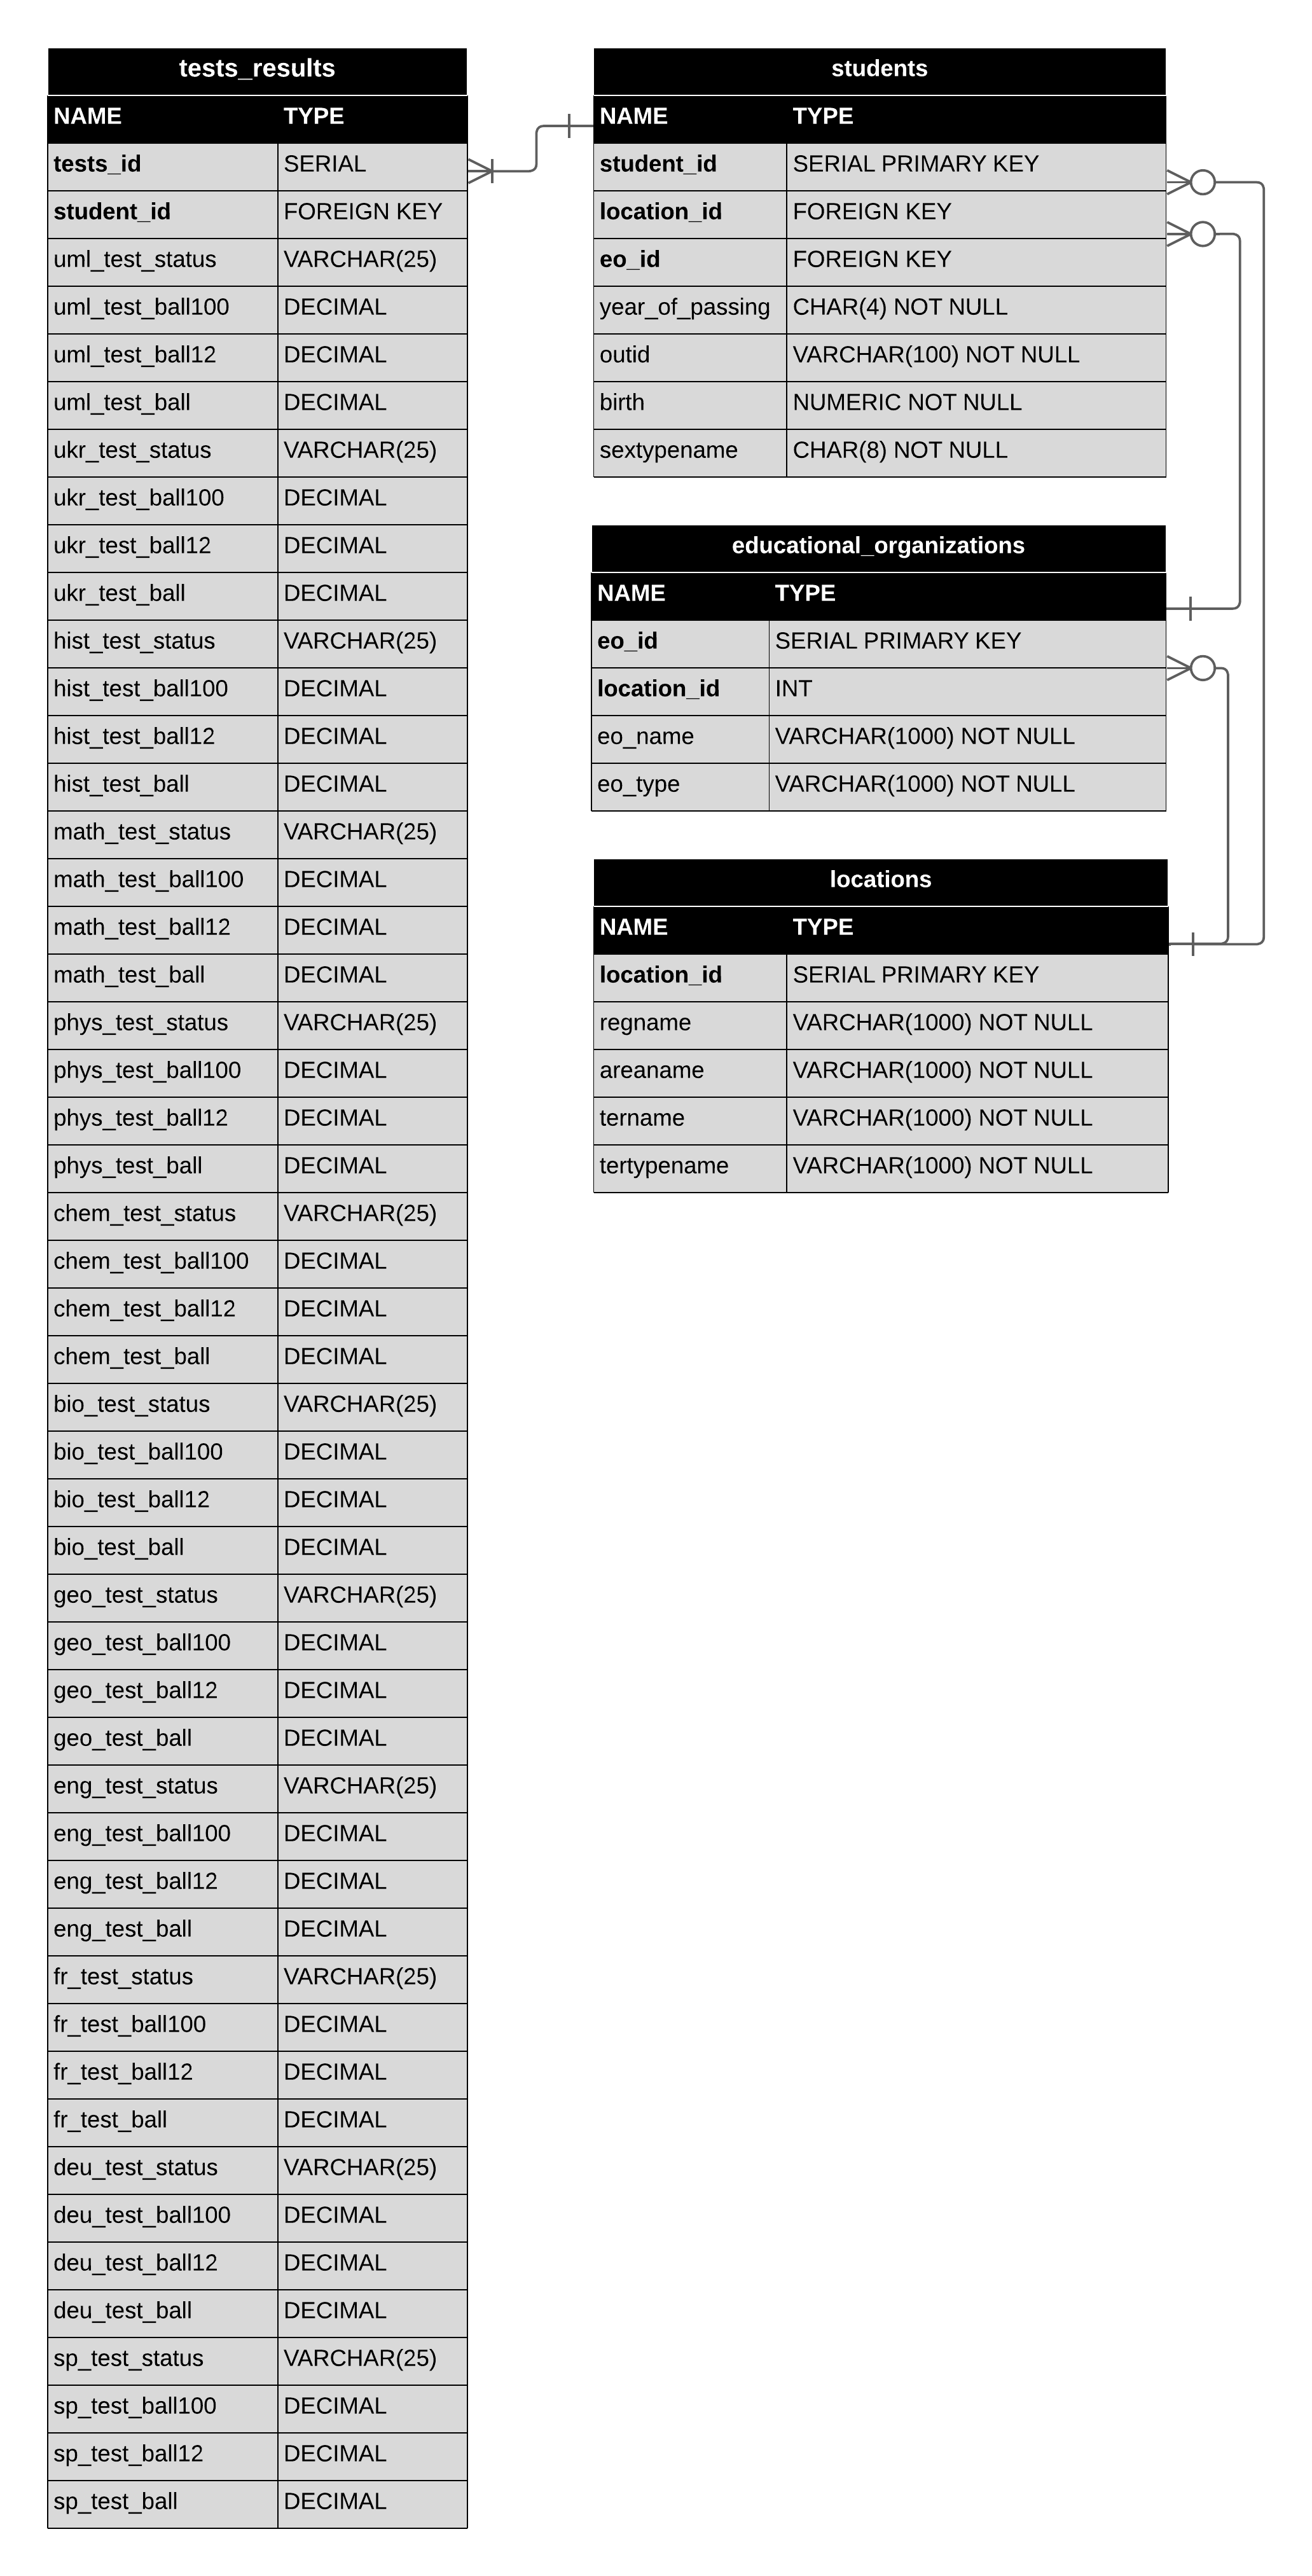 tests_results
NAME TYPE
tests_id SERIAL
student_id FOREIGN KEY
uml_test_status VARCHAR(25)
uml_test_ball100 DECIMAL
uml_test_ball12 DECIMAL
uml_test_ball DECIMAL
ukr_test_status VARCHAR(25)
ukr_test_ball100 DECIMAL
ukr_test_ball12 DECIMAL
ukr_test_ball DECIMAL
hist_test_status VARCHAR(25)
hist_test_ball100 DECIMAL
hist_test_ball12 DECIMAL
hist_test_ball DECIMAL
math_test_status VARCHAR(25)
math_test_ball100 DECIMAL
math_test_ball12 DECIMAL
math_test_ball DECIMAL
phys_test_status VARCHAR(25)
phys_test_ball100 DECIMAL
phys_test_ball12 DECIMAL
phys_test_ball DECIMAL
chem_test_status VARCHAR(25)
chem_test_ball100 DECIMAL
chem_test_ball12 DECIMAL
chem_test_ball DECIMAL
bio_test_status VARCHAR(25)
bio_test_ball100 DECIMAL
bio_test_ball12 DECIMAL
bio_test_ball DECIMAL
geo_test_status VARCHAR(25)
geo_test_ball100 DECIMAL
geo_test_ball12 DECIMAL
geo_test_ball DECIMAL
eng_test_status VARCHAR(25)
eng_test_ball100 DECIMAL
eng_test_ball12 DECIMAL
eng_test_ball DECIMAL
fr_test_status VARCHAR(25)
fr_test_ball100 DECIMAL
fr_test_ball12 DECIMAL
fr_test_ball DECIMAL
deu_test_status VARCHAR(25)
deu_test_ball100 DECIMAL
deu_test_ball12 DECIMAL
deu_test_ball DECIMAL
sp_test_status VARCHAR(25)
sp_test_ball100 DECIMAL
sp_test_ball12 DECIMAL
sp_test_ball DECIMAL
students
NAME TYPE
student_id SERIAL PRIMARY KEY
location_id FOREIGN KEY
eo_id FOREIGN KEY
year_of_passing CHAR(4) NOT NULL
outid VARCHAR(100) NOT NULL
birth NUMERIC NOT NULL
sextypename CHAR(8) NOT NULL
educational_organizations
NAME TYPE
eo_id SERIAL PRIMARY KEY
location_id INT
eo_name VARCHAR(1000) NOT NULL
eo_type VARCHAR(1000) NOT NULL
locations
NAME TYPE
location_id SERIAL PRIMARY KEY
regname VARCHAR(1000) NOT NULL
areaname VARCHAR(1000) NOT NULL
tername VARCHAR(1000) NOT NULL
tertypename VARCHAR(1000) NOT NULL